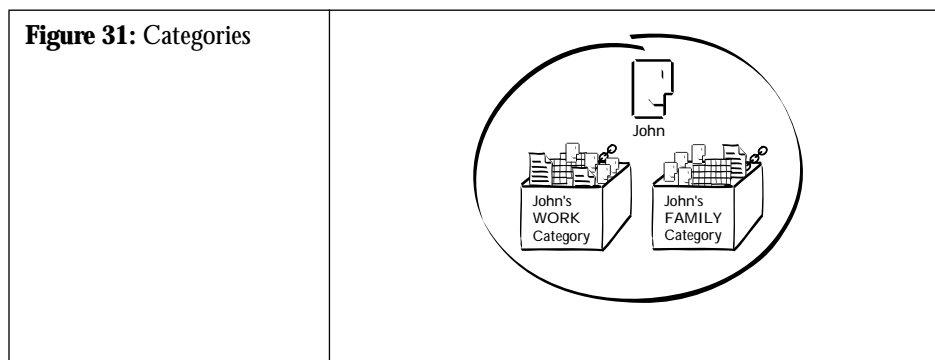 Figure 31: Categories
John
John's
WORK
Category
John's
FAMILY
Category